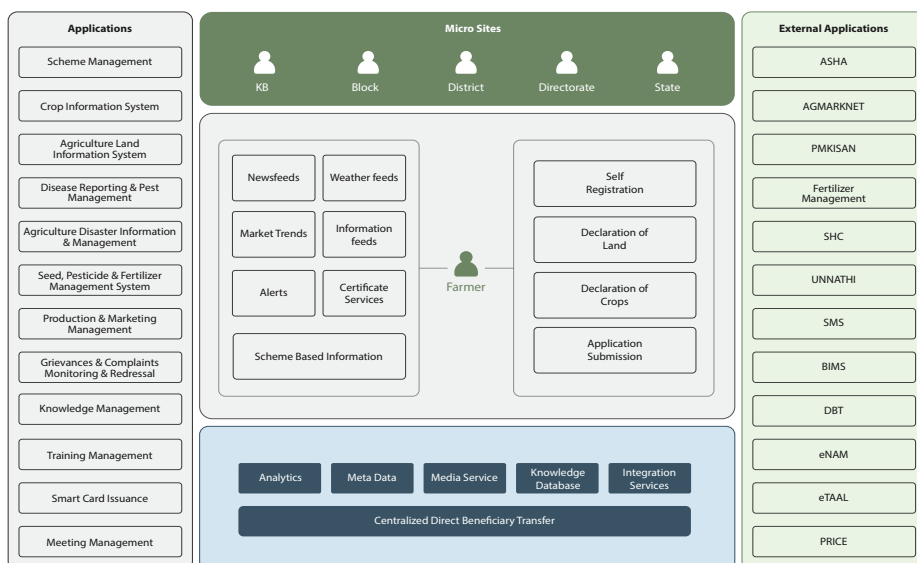 Applications
Scheme Management
Crop Information System
Agriculture Land
Information System
Disease Reporting & Pest
Management
Agriculture Disaster Information
& Management
Seed, Pesticide & Fertilizer
Management System
Production & Marketing
Management
Grievances & Complaints
Monitoring & Redressal
Knowledge Management
Training Management
Smart Card Issuance
Meeting Management
Micro Sites
KB
Block
District
Directorate
State
Newsfeeds
Weather feeds
Market Trends
Information
feeds
Alerts
Certificate
Services
Scheme Based Information
Farmer
Self
Registration
Declaration of
Land
Declaration of
Crops
Application
Submission
Analytics
Meta Data
Media Service
Knowledge
Database
Integration
Services
Centralized Direct Beneficiary Transfer
External Applications
ASHA
AGMARKNET
PMKISAN
Fertilizer
Management
SHC
UNNATHI
SMS
BIMS
DBT
eNAM
eTAAL
PRICE